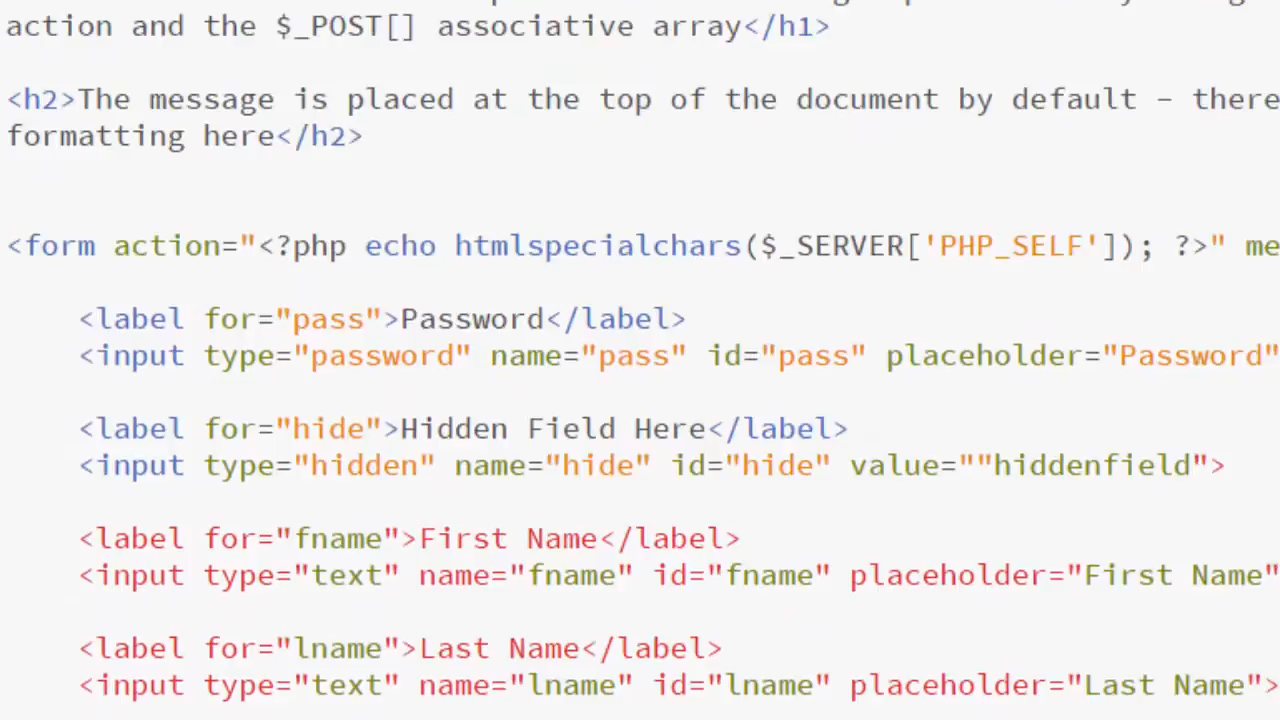 action and the $_POST[] associative array</h1>
<h2>The message is placed at the top of the document by default – there
formatting here</h2>
<form action="<?php echo htmlspecialchars($_SERVER['PHP_SELF']); ?>" me
<label for="pass">Password</label>
<input type="password" name="pass" id="pass" placeholder="Password"
<label for="hide">Hidden Field Here</label>
<input type="hidden" name="hide" id="hide" value=""hiddenfield">
<label for="fname">First Name</label>
<input type="text" name="fname" id="fname" placeholder="First Name"
<label for="lname">Last Name</label>
<input type="text" name="lname" id="lname" placeholder="Last Name">